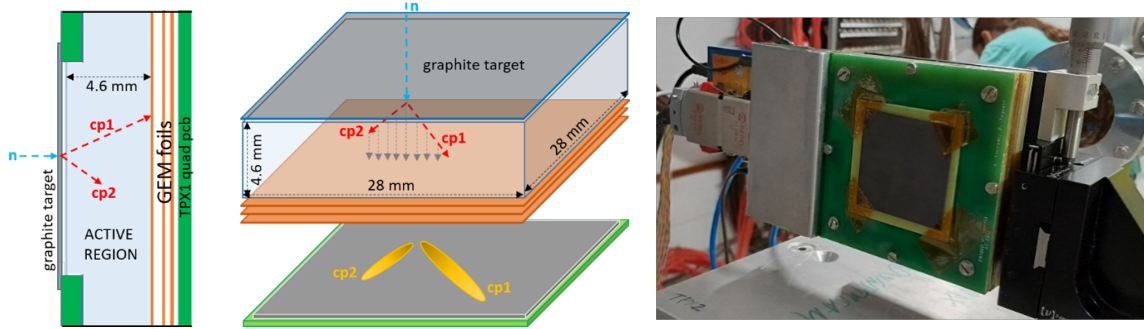 n
graphite target
4.6 mm
cp1
cp2
ACTIVE
REGION
GEM foils
TPX1 quad pcb
n
graphite target
cp2
cp1
4.6 mm
28 mm
28 mm
cp2
cp1
TPX2